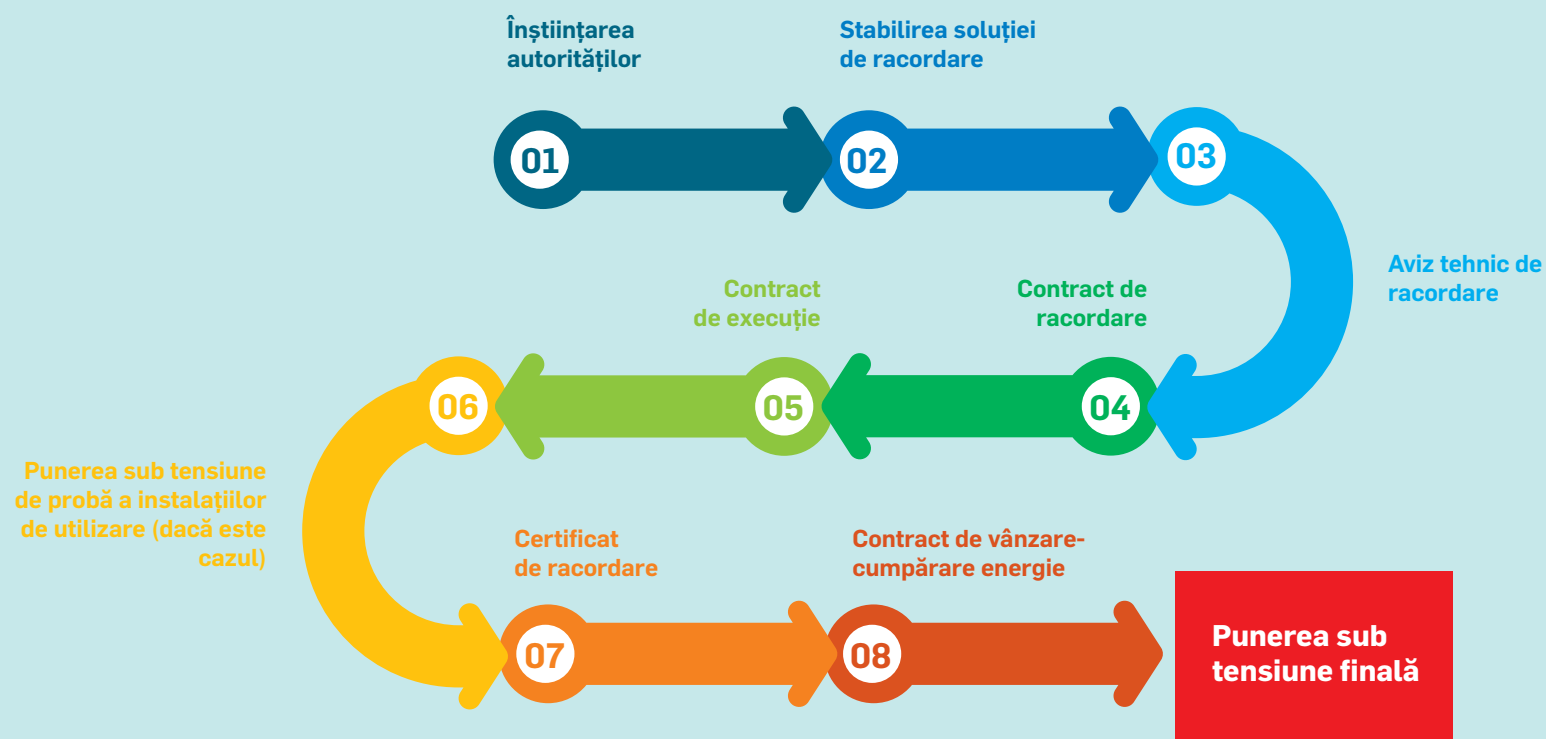 Înștiințarea
autorităților
01
Stabilirea soluției
de racordare
02
03
Aviz tehnic de
racordare
Contract de
racordare
04
Contract
de execuție
05
06
Punerea sub tensiune
de probă a instalațiilor
de utilizare (dacă este
cazul)
Certificat
de racordare
07
Contract de vânzare-
cumpărare energie
08
Punerea sub
tensiune finală